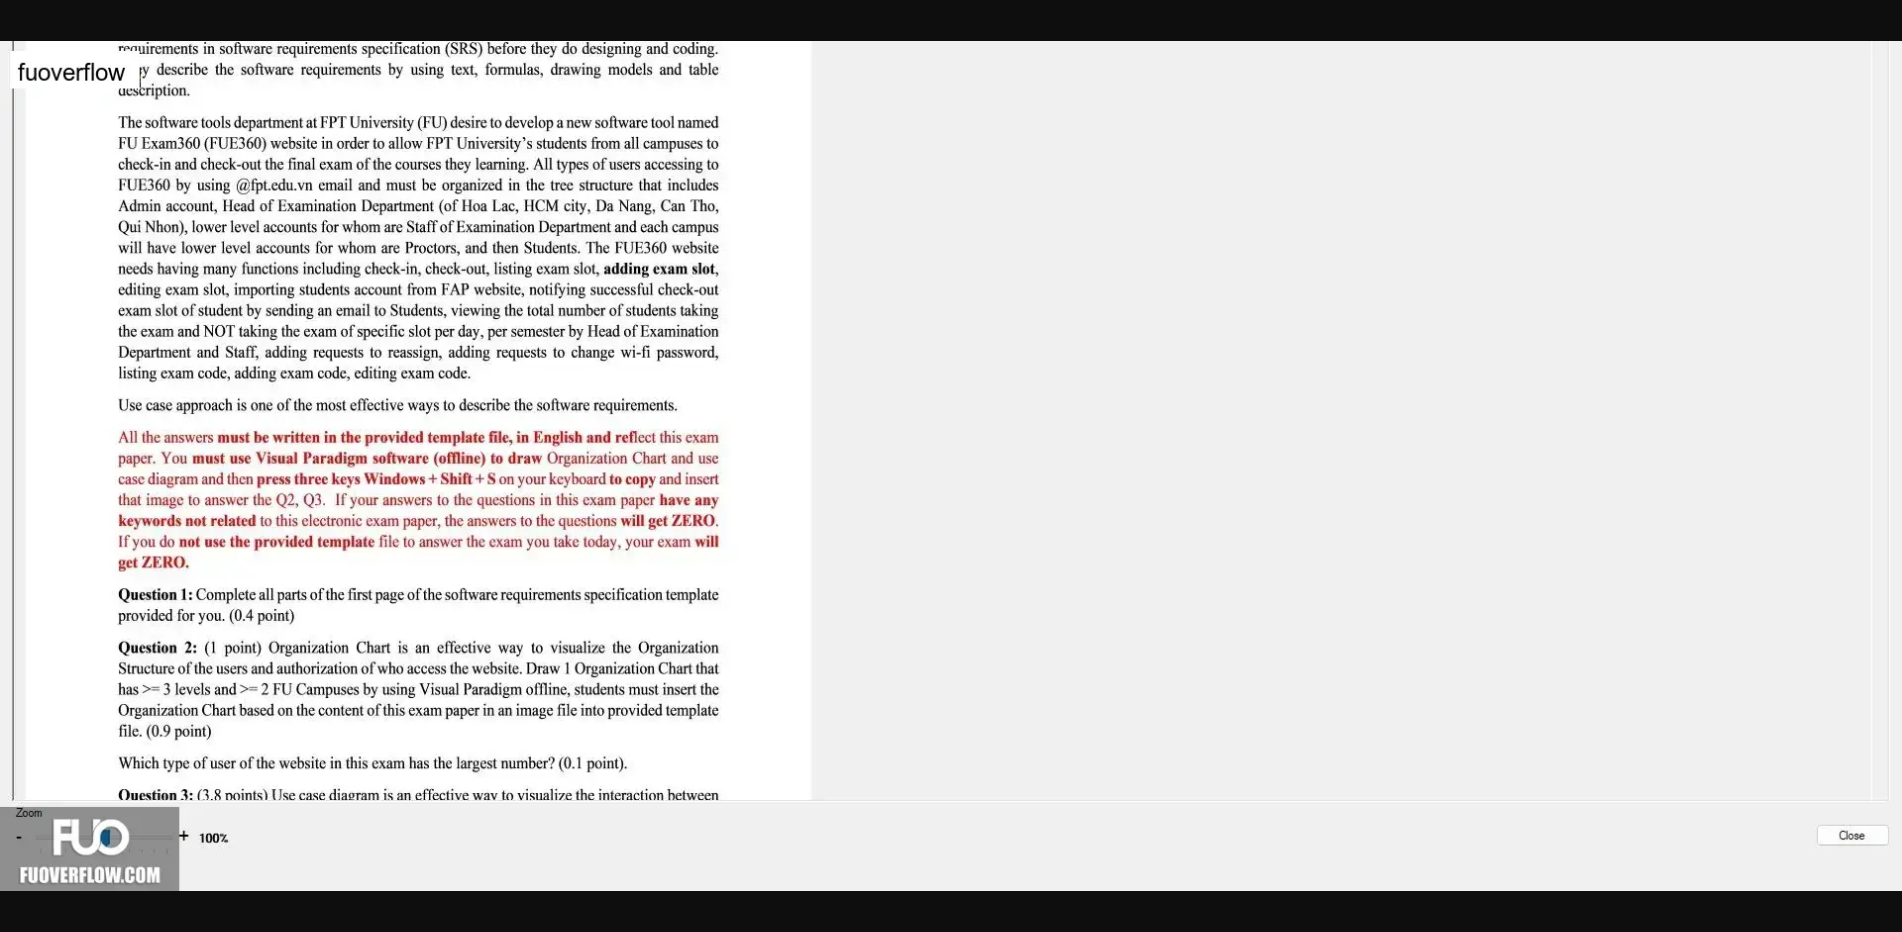 requirements in software requirements specification (SRS) before they do designing and coding.
fuoverflow
describe the software requirements by using text, formulas, drawing models and table
description.
The software tools department at FPT University (FU) desire to develop a new software tool named
FU Exam360 (FUE360) website in order to allow FPT University’s students from all campuses to
check-in and check-out the final exam of the courses they learning. All types of users accessing to
FUE360 by using @fpt.edu.vn email and must be organized in the tree structure that includes
Admin account, Head of Examination Department (of Hoa Lac, HCM city, Da Nang, Can Tho,
Qui Nhon), lower level accounts for whom are Staff of Examination Department and each campus
will have lower level accounts for whom are Proctors, and then Students. The FUE360 website
needs having many functions including check-in, check-out, listing exam slot, adding exam slot,
editing exam slot, importing students account from FAP website, notifying successful check-out
exam slot of student by sending an email to Students, viewing the total number of students taking
the exam and NOT taking the exam of specific slot per day, per semester by Head of Examination
Department and Staff, adding requests to reassign, adding requests to change wi-fi password,
listing exam code, adding exam code, editing exam code.
Use case approach is one of the most effective ways to describe the software requirements.
All the answers must be written in the provided template file, in English and reflect this exam
paper. You must use Visual Paradigm software (offline) to draw Organization Chart and use
case diagram and then press three keys Windows + Shift + S on your keyboard to copy and insert
that image to answer the Q2, Q3. If your answers to the questions in this exam paper have any
keywords not related to this electronic exam paper, the answers to the questions will get ZERO.
If you do not use the provided template file to answer the exam you take today, your exam will
get ZERO.
Question 1: Complete all parts of the first page of the software requirements specification template
provided for you. (0.4 point)
Question 2: (1 point) Organization Chart is an effective way to visualize the Organization
Structure of the users and authorization of who access the website. Draw 1 Organization Chart that
has >= 3 levels and >= 2 FU Campuses by using Visual Paradigm offline, students must insert the
Organization Chart based on the content of this exam paper in an image file into provided template
file. (0.9 point)
Which type of user of the website in this exam has the largest number? (0.1 point).
Question 3: (3.8 points) Use case diagram is an effective way to visualize the interaction between
Zoom
- + 100%
Close
FUO
FUOVERFLOW.COM